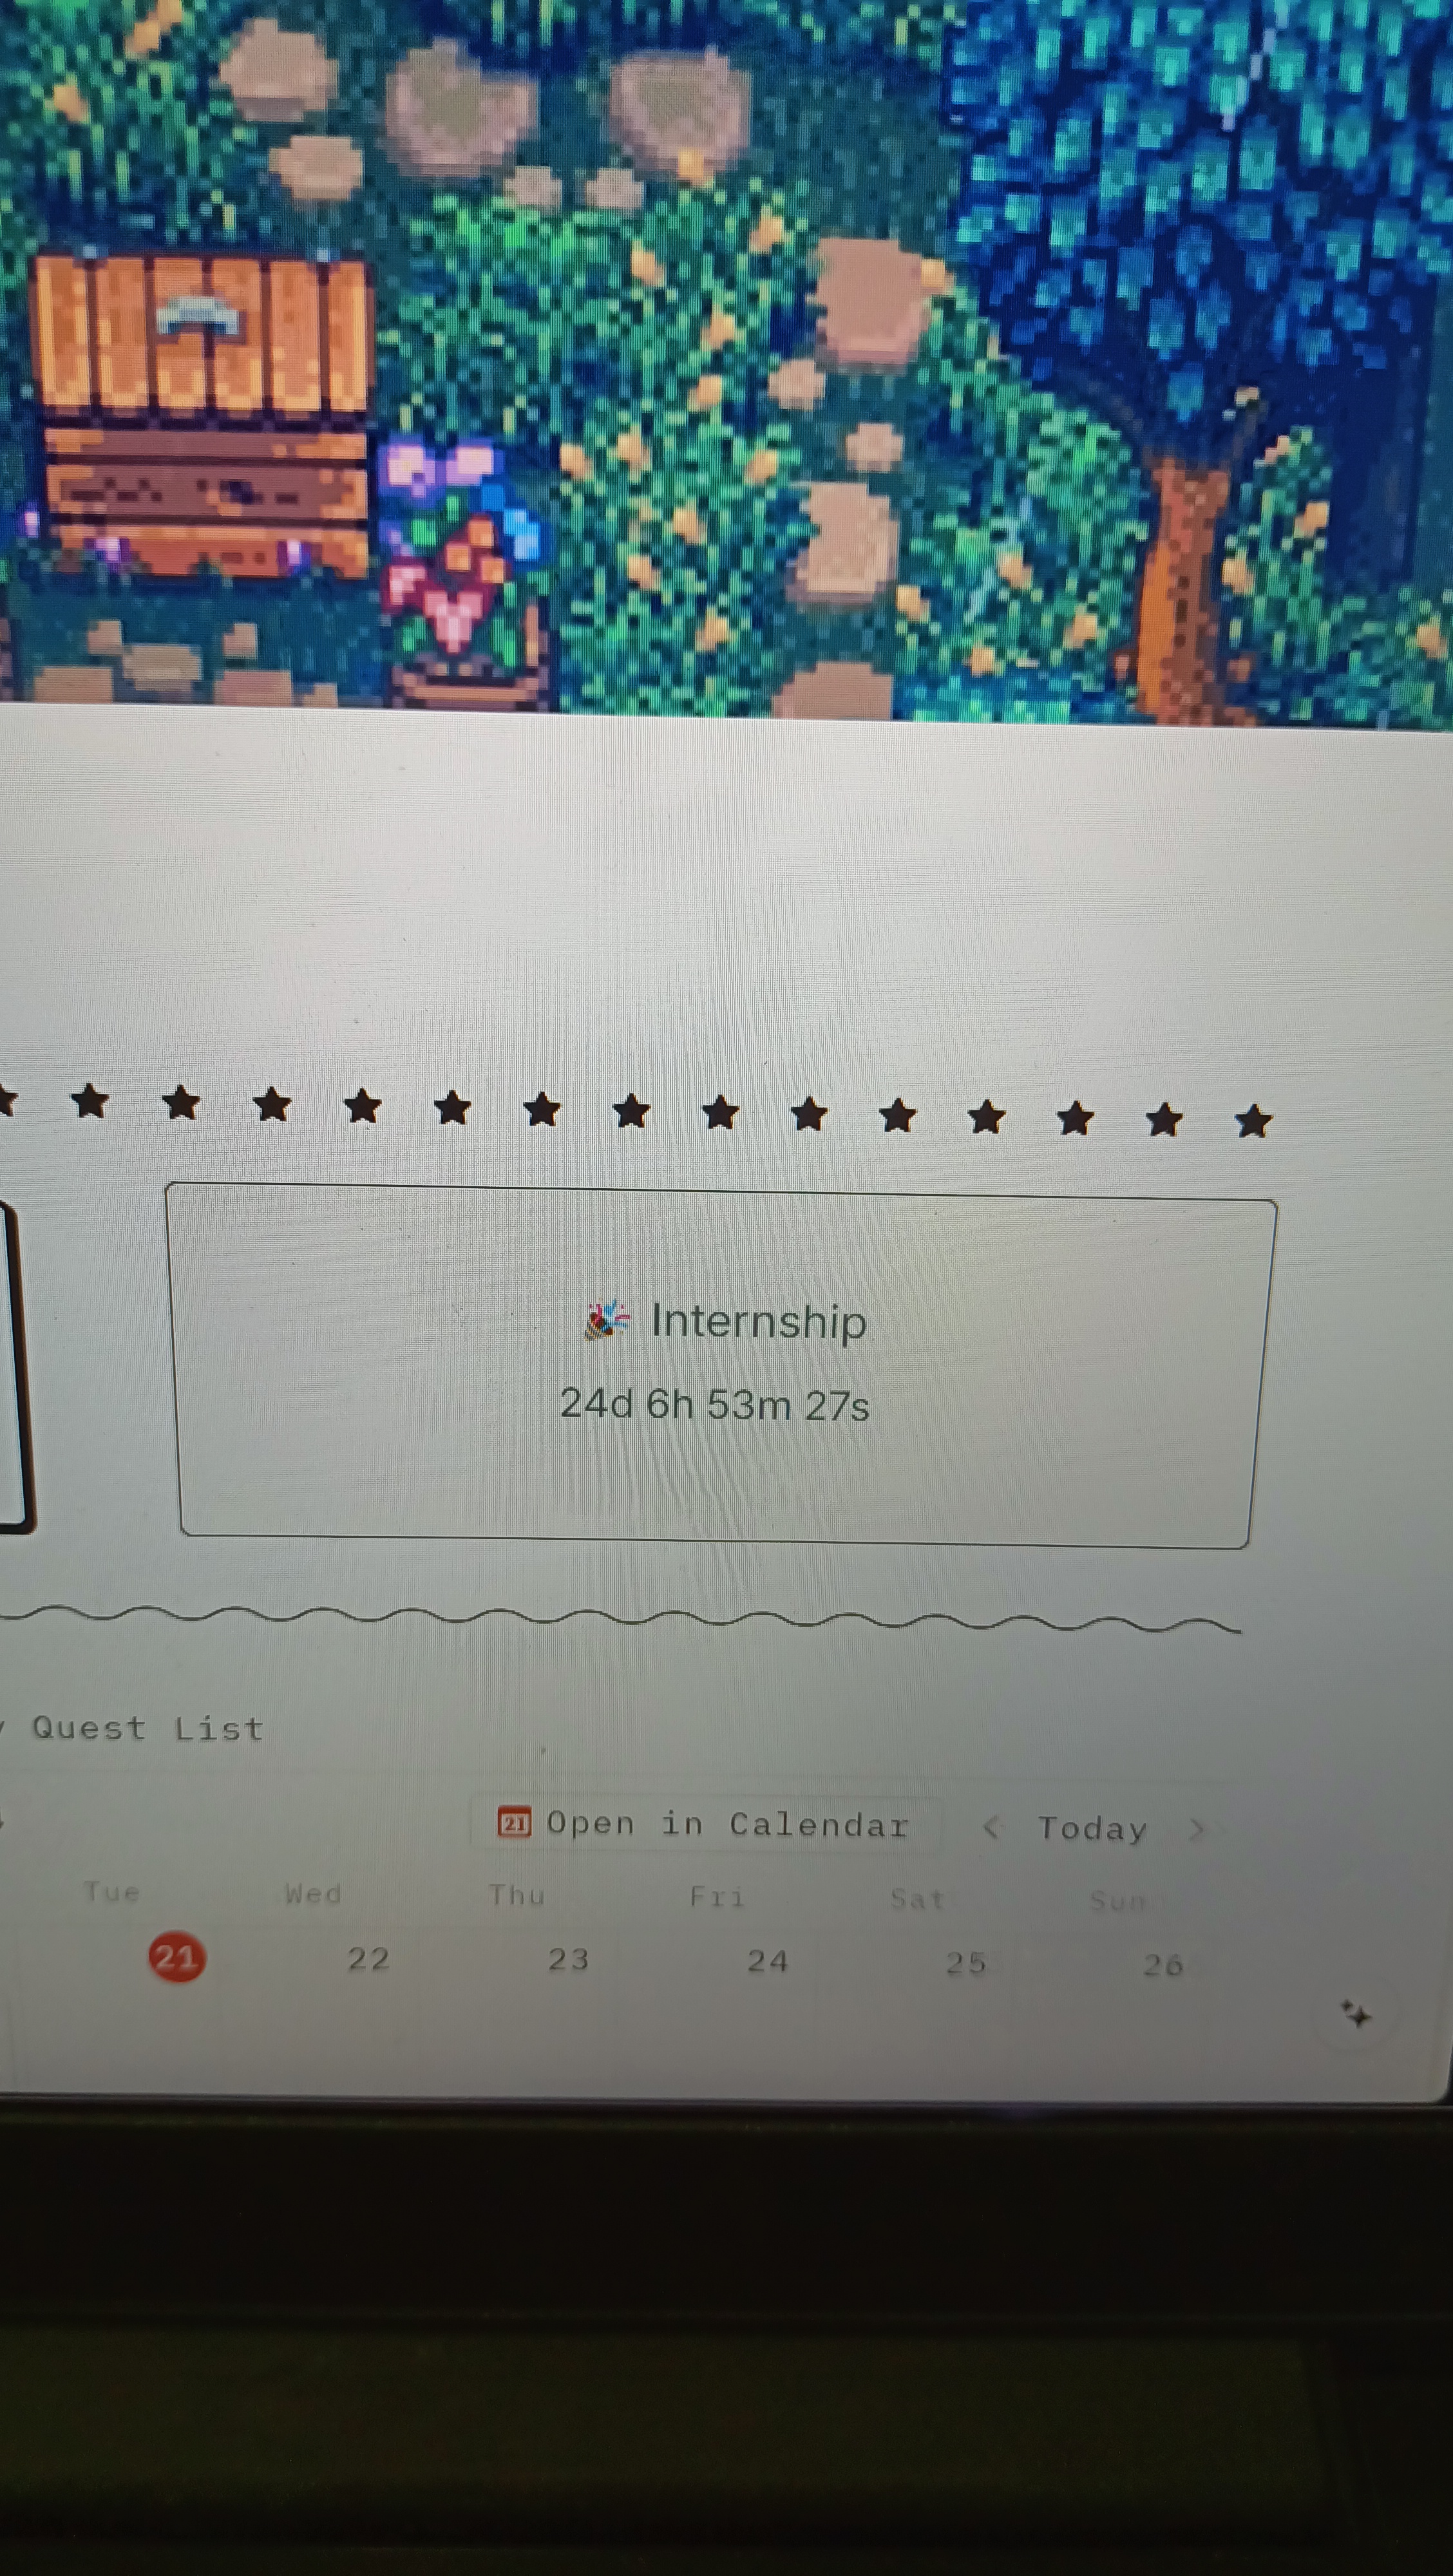 🎉 Internship
24d 6h 53m 27s
Quest List
21 Open in Calendar < Today >
Tue Wed Thu Fri Sat Sun
21 22 23 24 25 26